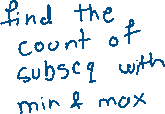 find the
count of
subseq with
min & max